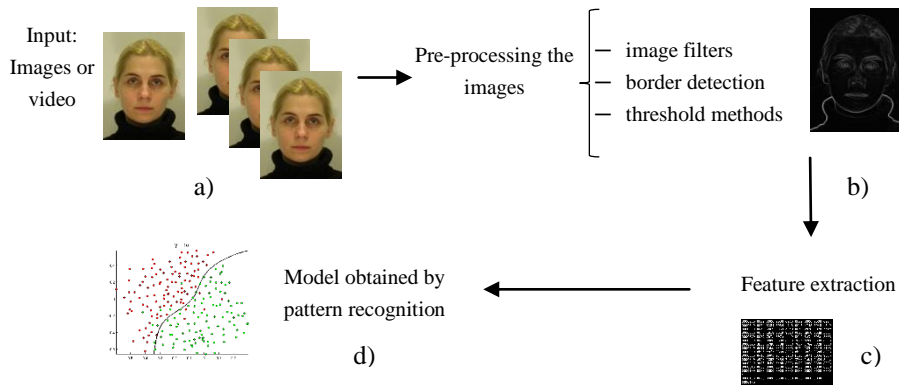 Input:
Images or
video
a)
Pre-processing the
images
image filters
border detection
threshold methods
b)
Feature extraction
c)
Model obtained by
pattern recognition
d)